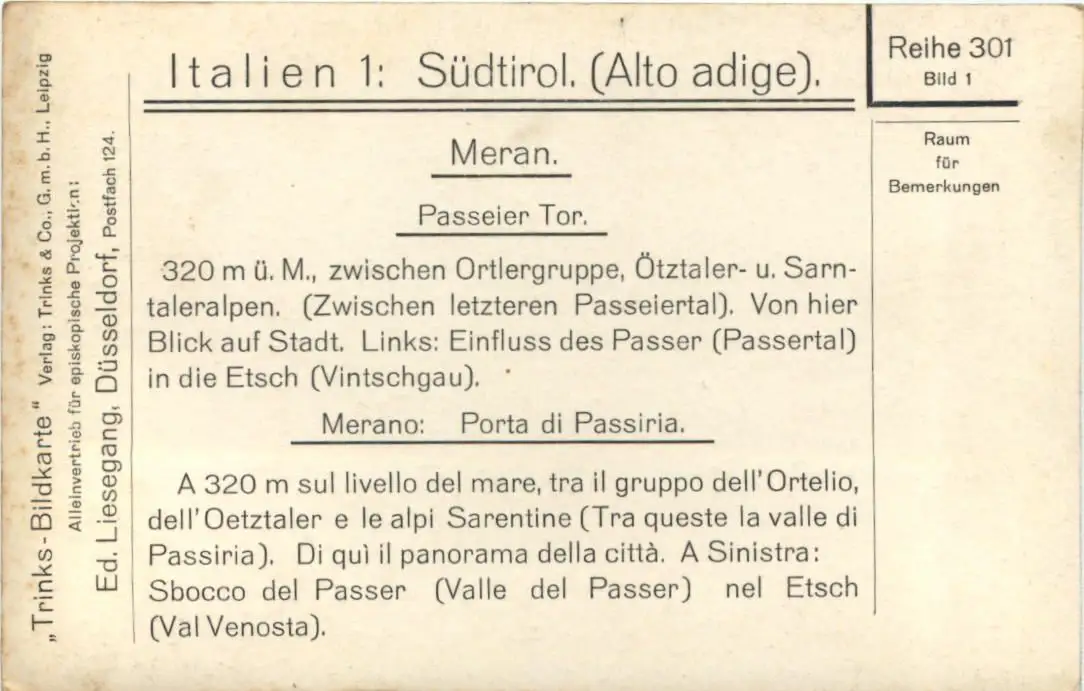 Italien 1: Südtirol. (Alto adige).
Reihe 301
Bild 1
Raum
für
Bemerkungen
Meran.
Passeier Tor.
320 m ü. M., zwischen Ortlergruppe, Ötztaler- u. Sarn-
taleralpen. (Zwischen letzteren Passeiertal). Von hier
Blick auf Stadt. Links: Einfluss des Passer (Passertal)
in die Etsch (Vintschgau).
Merano: Porta di Passiria.
A 320 m sul livello del mare, tra il gruppo dell'Ortelio,
dell'Oetztaler e le alpi Sarentine (Tra queste la valle di
Passiria). Di quì il panorama della città. A Sinistra:
Sbocco del Passer (Valle del Passer) nel Etsch
(Val Venosta).
„Trinks-Bildkarte“ Verlag: Trinks & Co., G. m. b. H., Leipzig
Alleinvertrieb für episkopische Projektion:
Ed. Liesegang, Düsseldorf, Postfach 124.